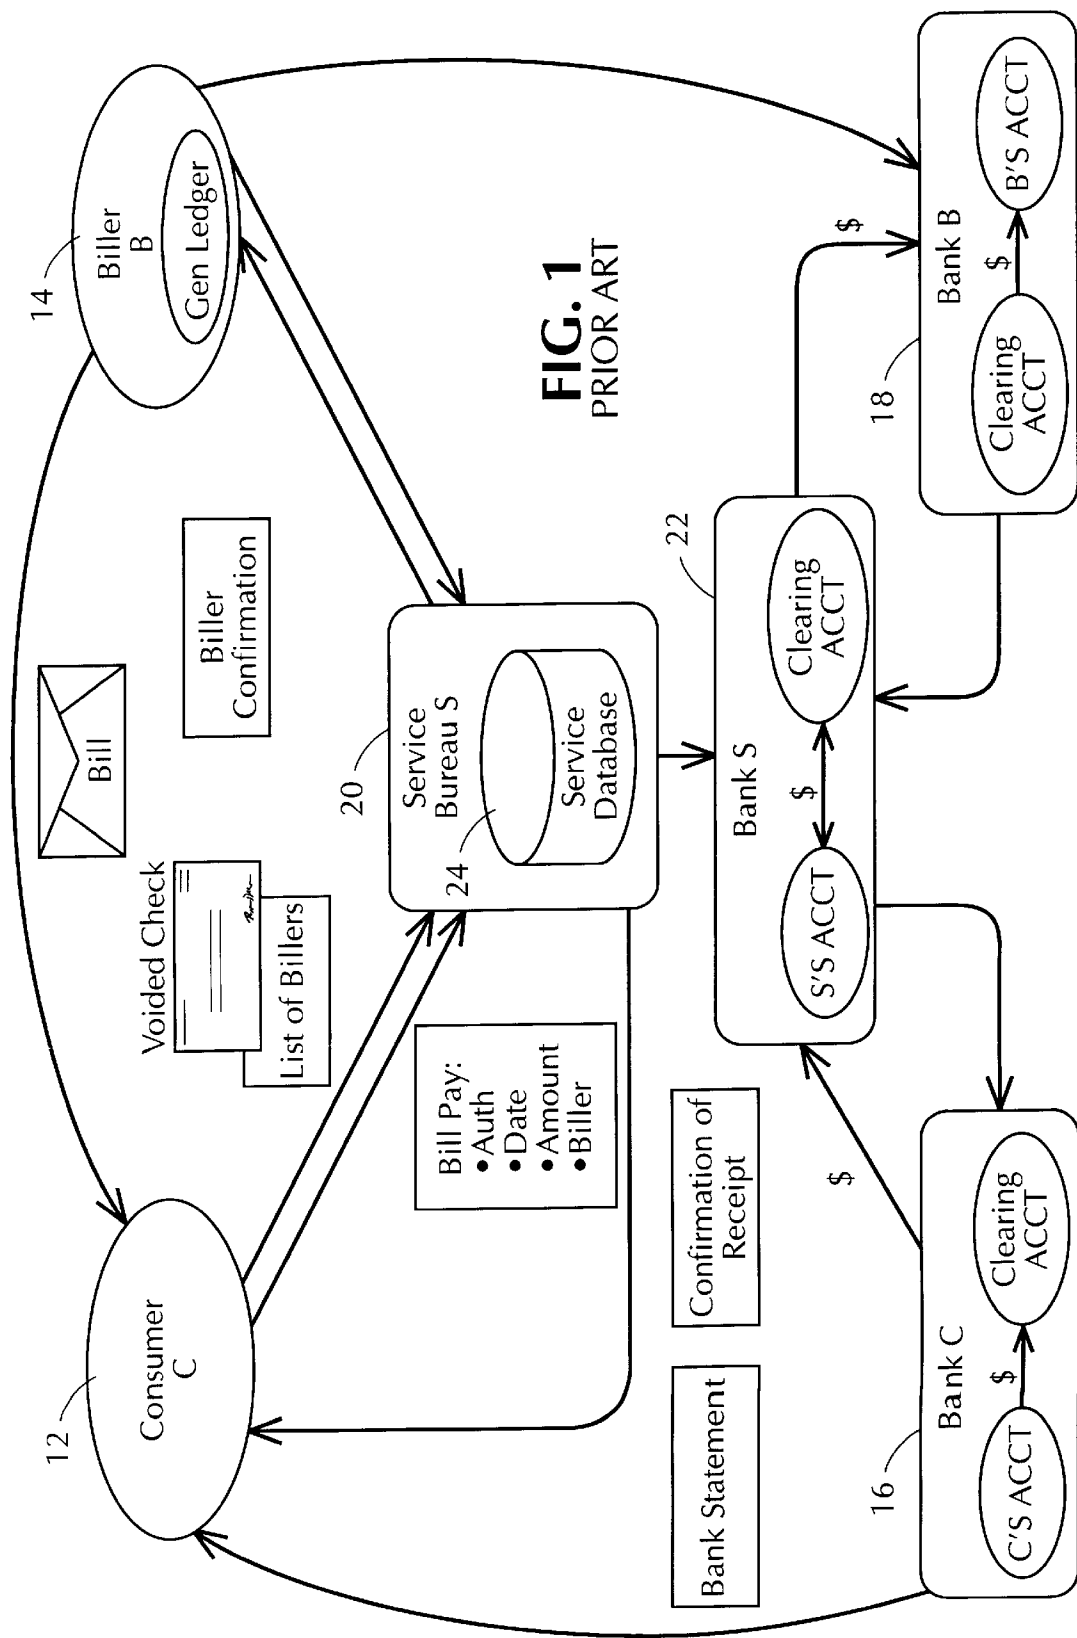 14
Biller
B
Gen Ledger
Bill
Biller
Confirmation
Voided Check
List of Billers
12
Consumer
C
20
Service
Bureau S
24
Service
Database
Bill Pay:
•Auth
•Date
•Amount
•Biller
FIG. 1
PRIOR ART
Confirmation of
Receipt
Bank Statement
22
Bank S
S'S ACCT
$
Clearing
ACCT
$
$
16
Bank C
C'S ACCT
$
Clearing
ACCT
18
Bank B
Clearing
ACCT
$
B'S ACCT